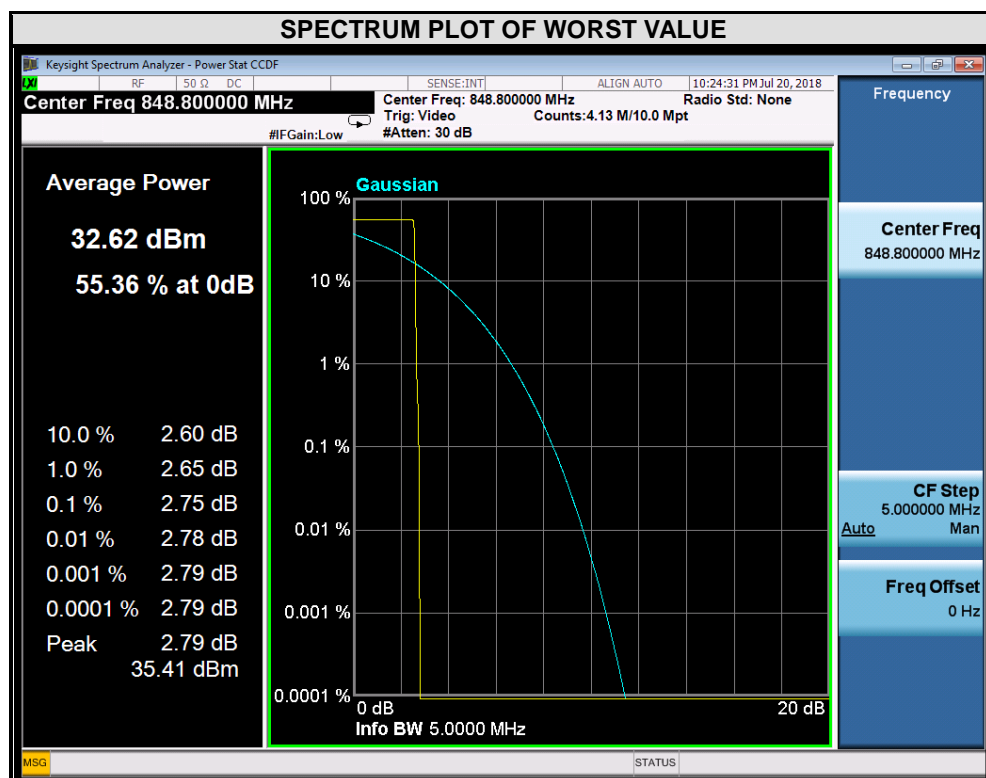 SPECTRUM PLOT OF WORST VALUE
Keysight Spectrum Analyzer - Power Stat CCDF
LXI RF 50 Ω DC SENSE:INT ALIGN AUTO 10:24:31 PM Jul 20, 2018
Center Freq 848.800000 MHz
Center Freq: 848.800000 MHz Radio Std: None
Trig: Video Counts:4.13 M/10.0 Mpt
#IFGain:Low #Atten: 30 dB
Frequency
Average Power
32.62 dBm
55.36 % at 0dB
10.0 % 2.60 dB
1.0 % 2.65 dB
0.1 % 2.75 dB
0.01 % 2.78 dB
0.001 % 2.79 dB
0.0001 % 2.79 dB
Peak 2.79 dB
35.41 dBm
Gaussian
100 %
10 %
1 %
0.1 %
0.01 %
0.001 %
0.0001 %
0 dB 20 dB
Info BW 5.0000 MHz
Center Freq
848.800000 MHz
CF Step
5.000000 MHz
Auto Man
Freq Offset
0 Hz
MSG STATUS